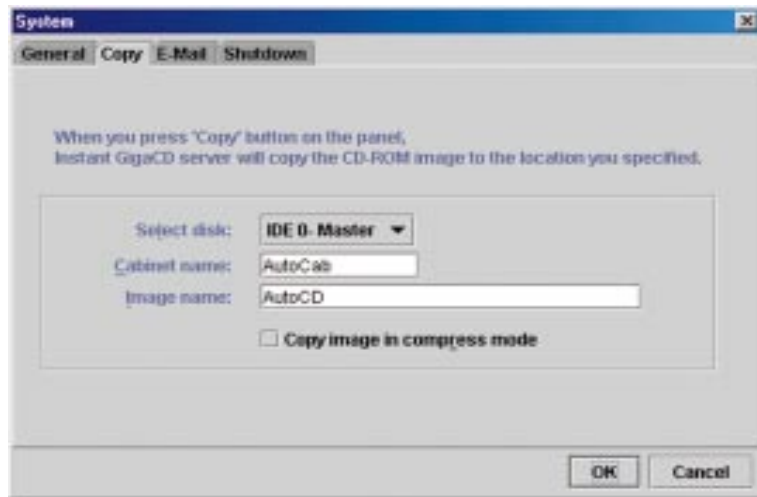 System
General Copy E-Mail Shutdown
When you press 'Copy' button on the panel,
Instant GigaCD server will copy the CD-ROM image to the location you specified.
Select disk: IDE 0- Master
Cabinet name: AutoCab
Image name: AutoCD
Copy image in compress mode
OK Cancel